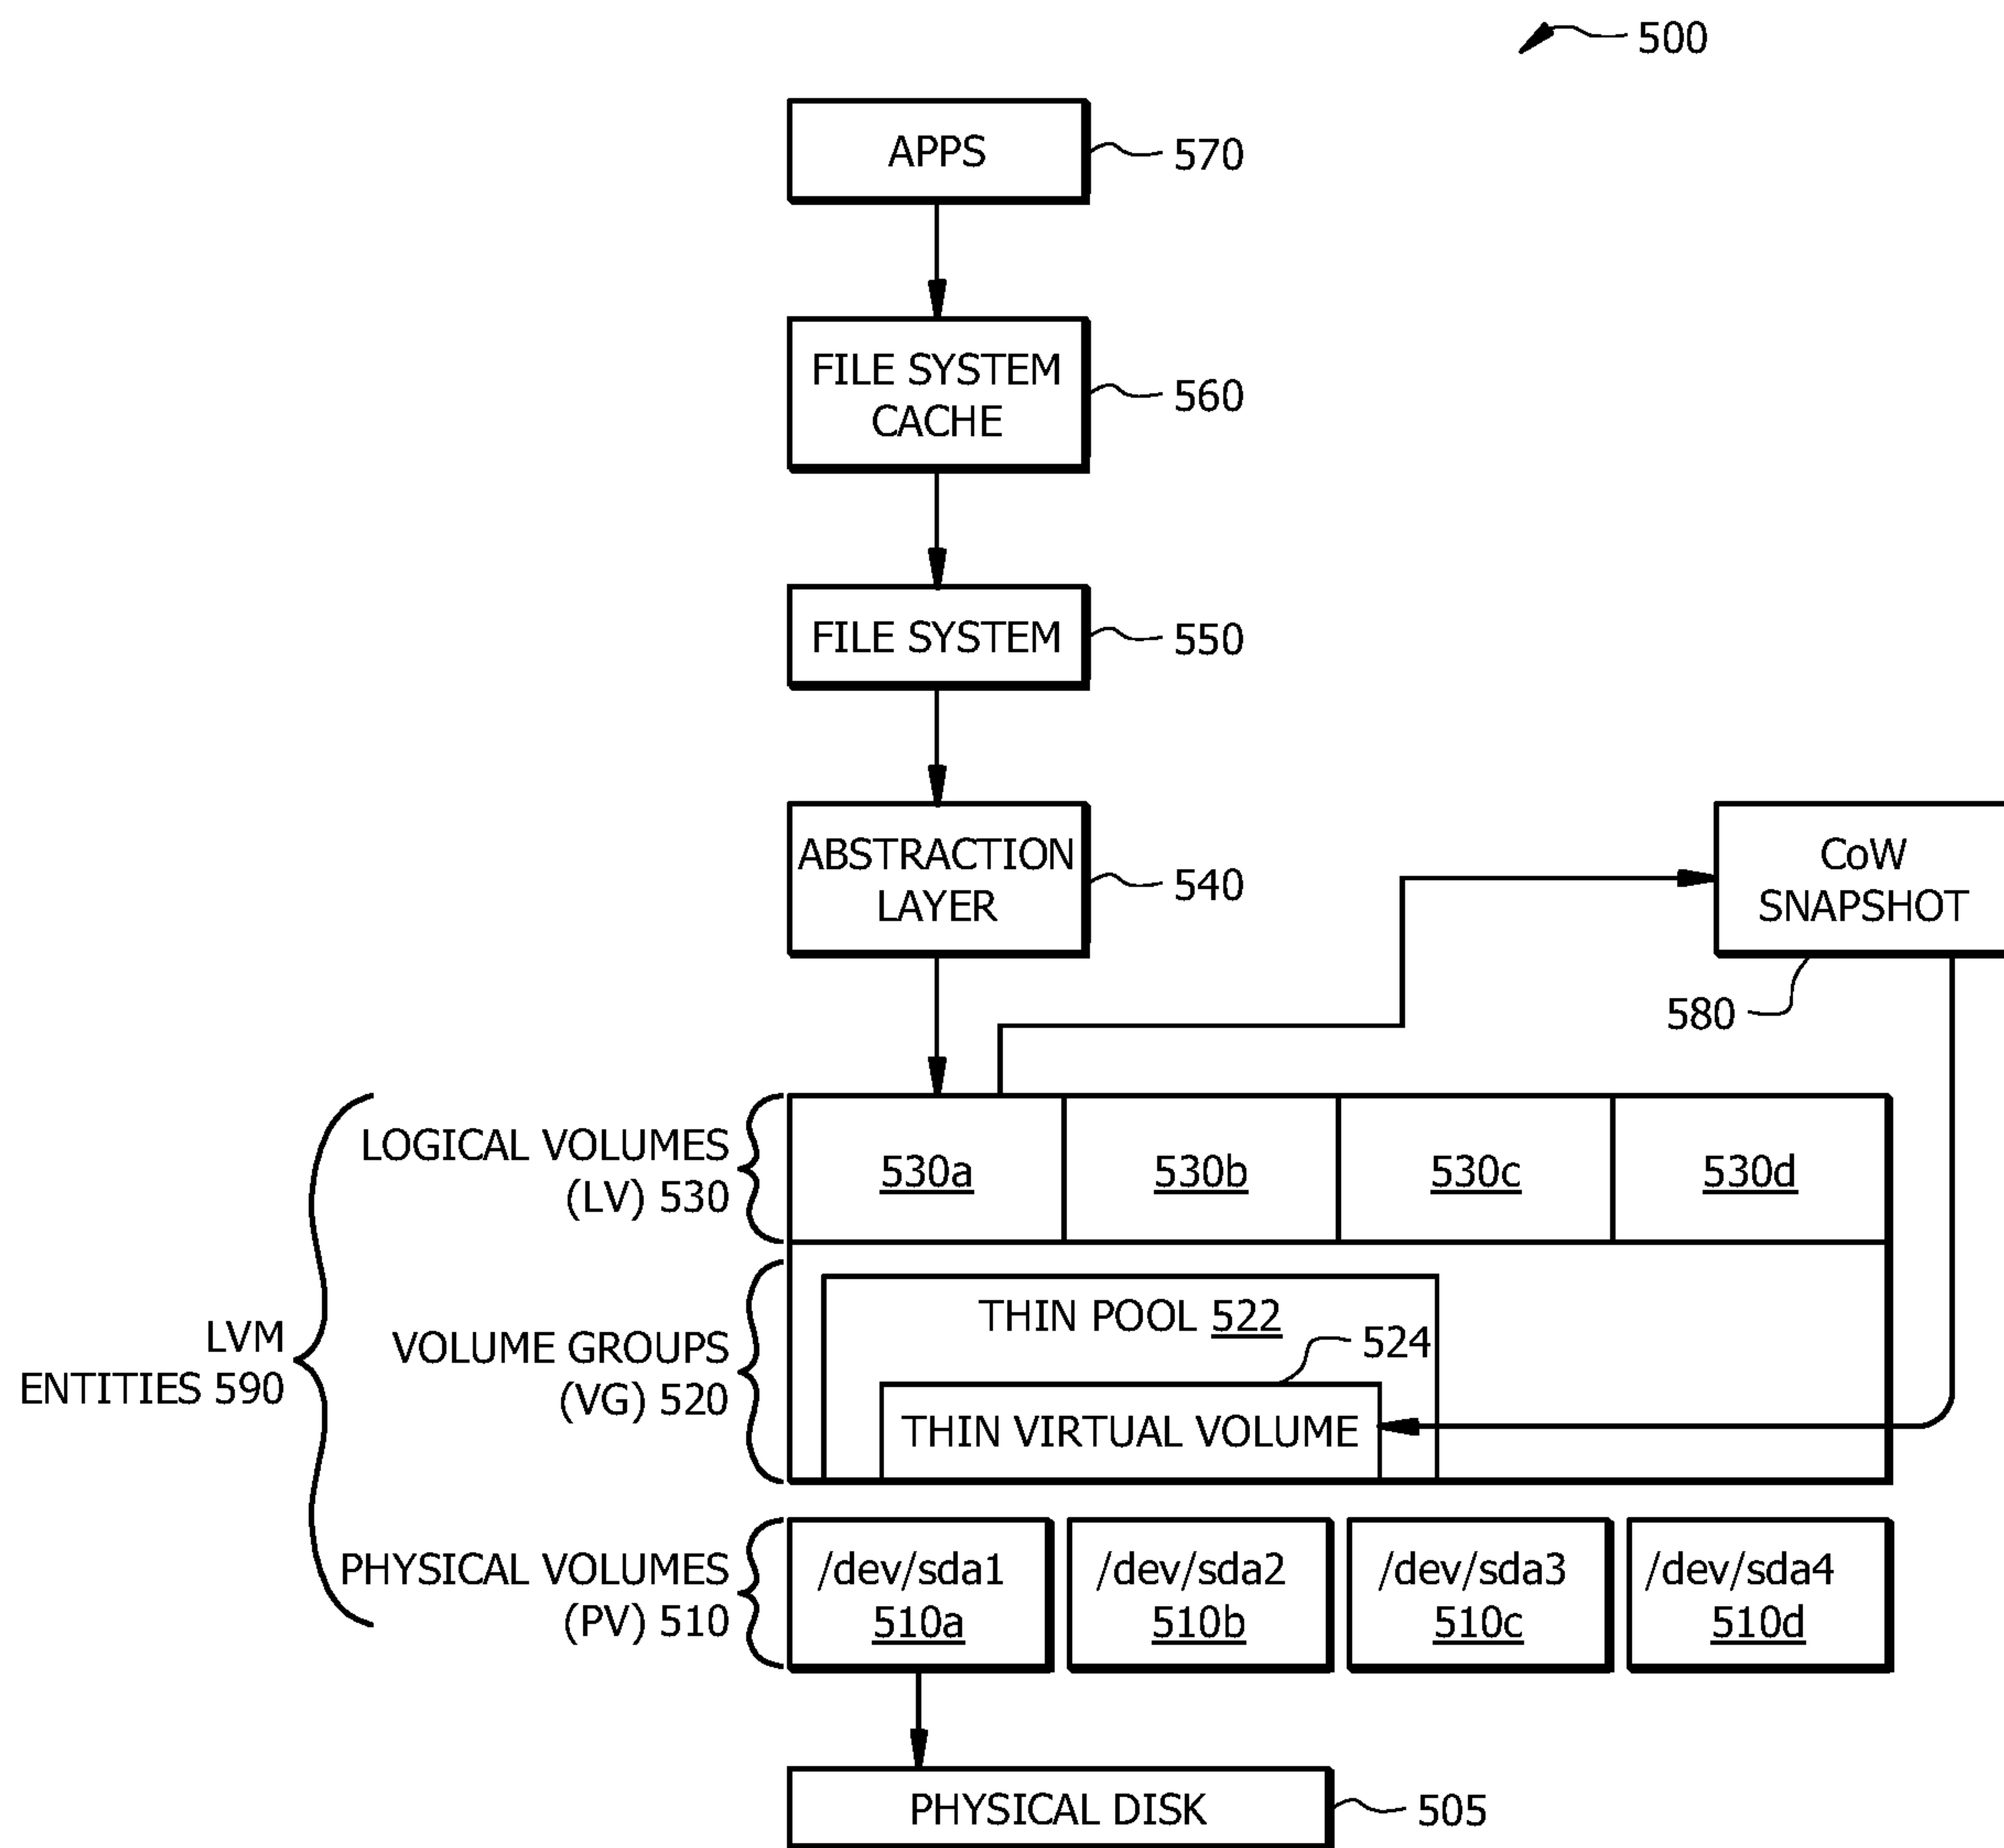 500
APPS
570
FILE SYSTEM
CACHE
560
FILE SYSTEM
550
ABSTRACTION
LAYER
540
CoW
SNAPSHOT
580
LOGICAL VOLUMES
(LV) 530
530a
530b
530c
530d
LVM
ENTITIES 590
VOLUME GROUPS
(VG) 520
THIN POOL 522
524
THIN VIRTUAL VOLUME
PHYSICAL VOLUMES
(PV) 510
/dev/sda1
510a
/dev/sda2
510b
/dev/sda3
510c
/dev/sda4
510d
PHYSICAL DISK
505